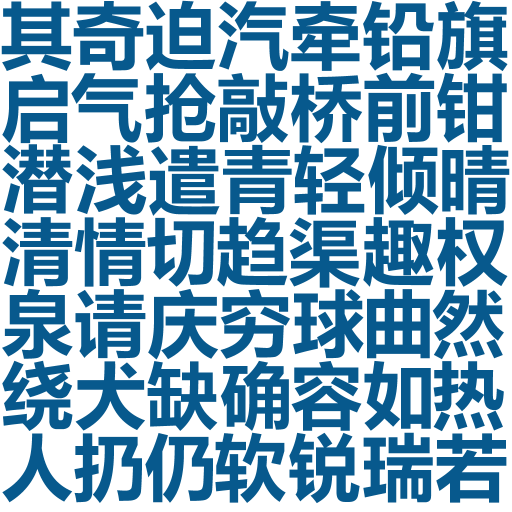 其奇迫汽牵铅旗
启气抢敲桥前钳
潜浅遣青轻倾晴
清情切趋渠趣权
泉请庆穷球曲然
绕犬缺确容如热
人扔仍软锐瑞若